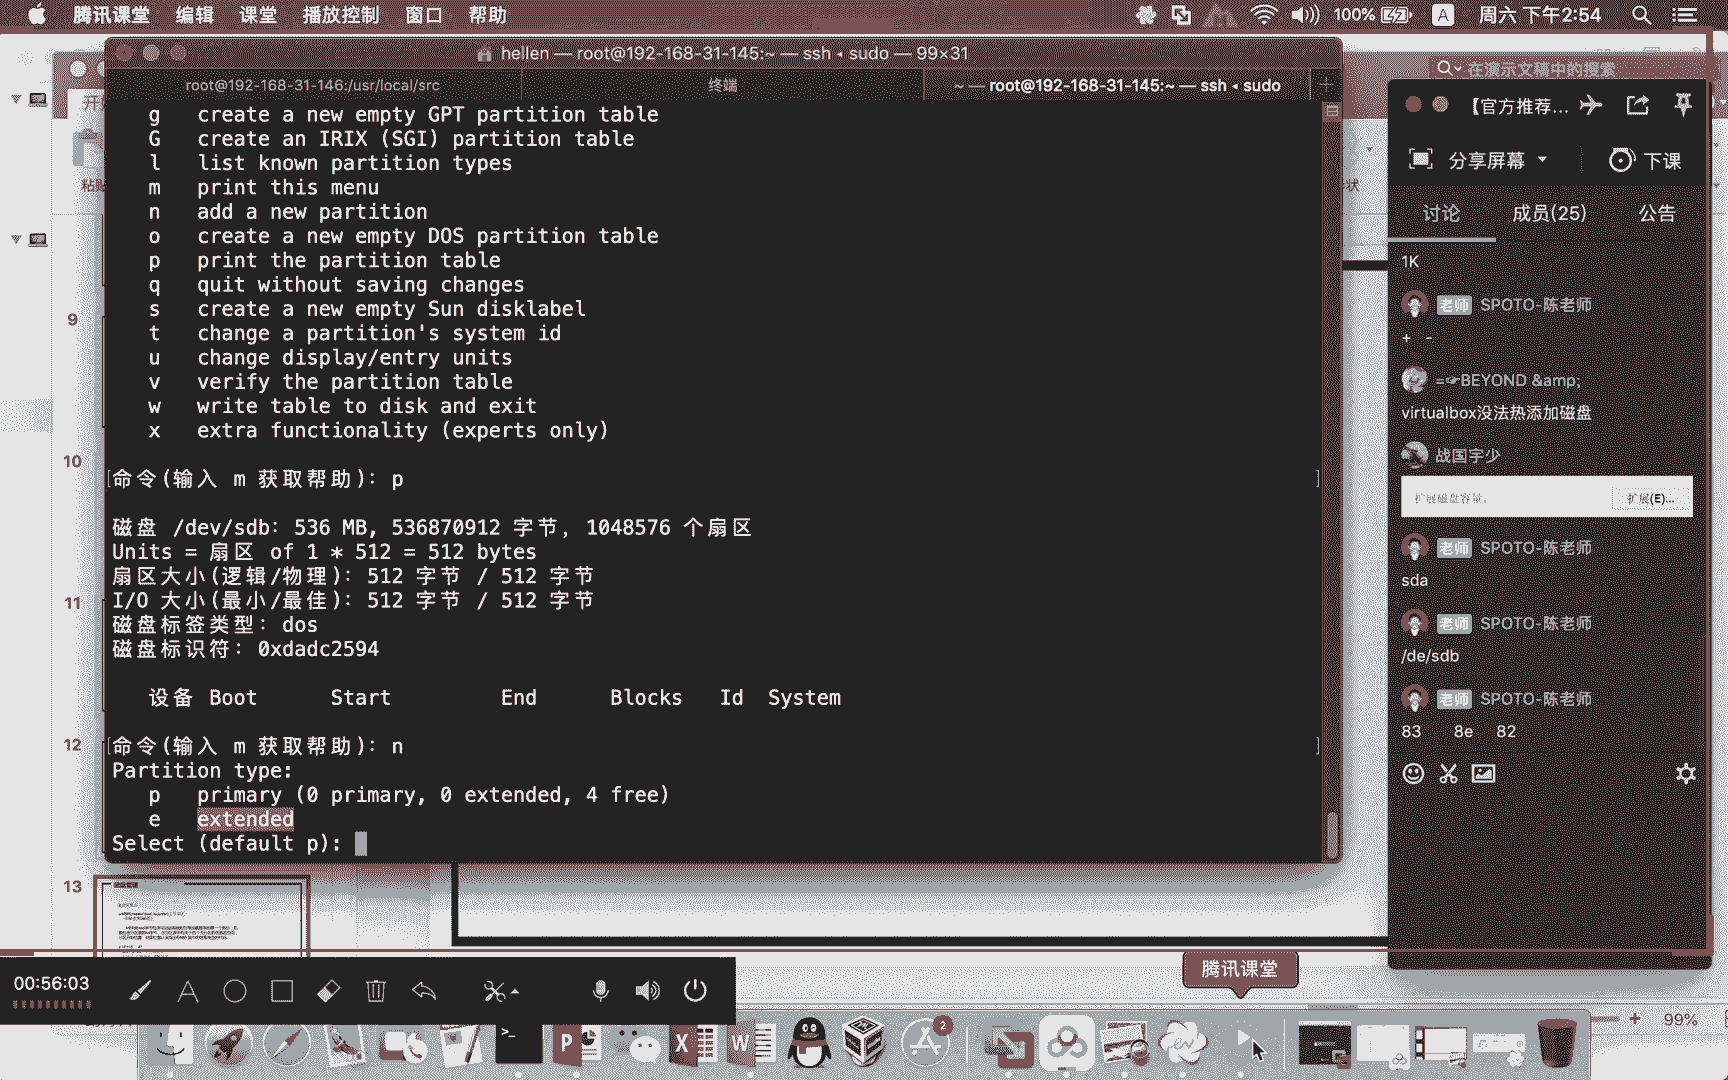 腾讯课堂 编辑 课堂 播放控制 窗口 帮助
100% A 周六 下午2:54
hellen — root@192-168-31-145:~ — ssh ◂ sudo — 99×31
root@192-168-31-146:/usr/local/src 终端 ~ — root@192-168-31-145:~ — ssh ◂ sudo
g create a new empty GPT partition table
G create an IRIX (SGI) partition table
l list known partition types
m print this menu
n add a new partition
o create a new empty DOS partition table
p print the partition table
q quit without saving changes
s create a new empty Sun disklabel
t change a partition's system id
u change display/entry units
v verify the partition table
w write table to disk and exit
x extra functionality (experts only)
命令(输入 m 获取帮助)：p
磁盘 /dev/sdb：536 MB, 536870912 字节，1048576 个扇区
Units = 扇区 of 1 * 512 = 512 bytes
扇区大小(逻辑/物理)：512 字节 / 512 字节
I/O 大小(最小/最佳)：512 字节 / 512 字节
磁盘标签类型：dos
磁盘标识符：0xdadc2594
设备 Boot Start End Blocks Id System
命令(输入 m 获取帮助)：n
Partition type:
p primary (0 primary, 0 extended, 4 free)
e extended
Select (default p):
在演示文稿中的搜索
【官方推荐...
分享屏幕 下课
讨论 成员(25) 公告
1K
老师 SPOTO-陈老师
+ -
=☞BEYOND &amp;
virtualbox没法热添加磁盘
战国宇少
扩展磁盘容量。 扩展(E)...
老师 SPOTO-陈老师
sda
老师 SPOTO-陈老师
/de/sdb
老师 SPOTO-陈老师
83 8e 82
9
10
11
12
13
00:56:03
腾讯课堂
2
99%